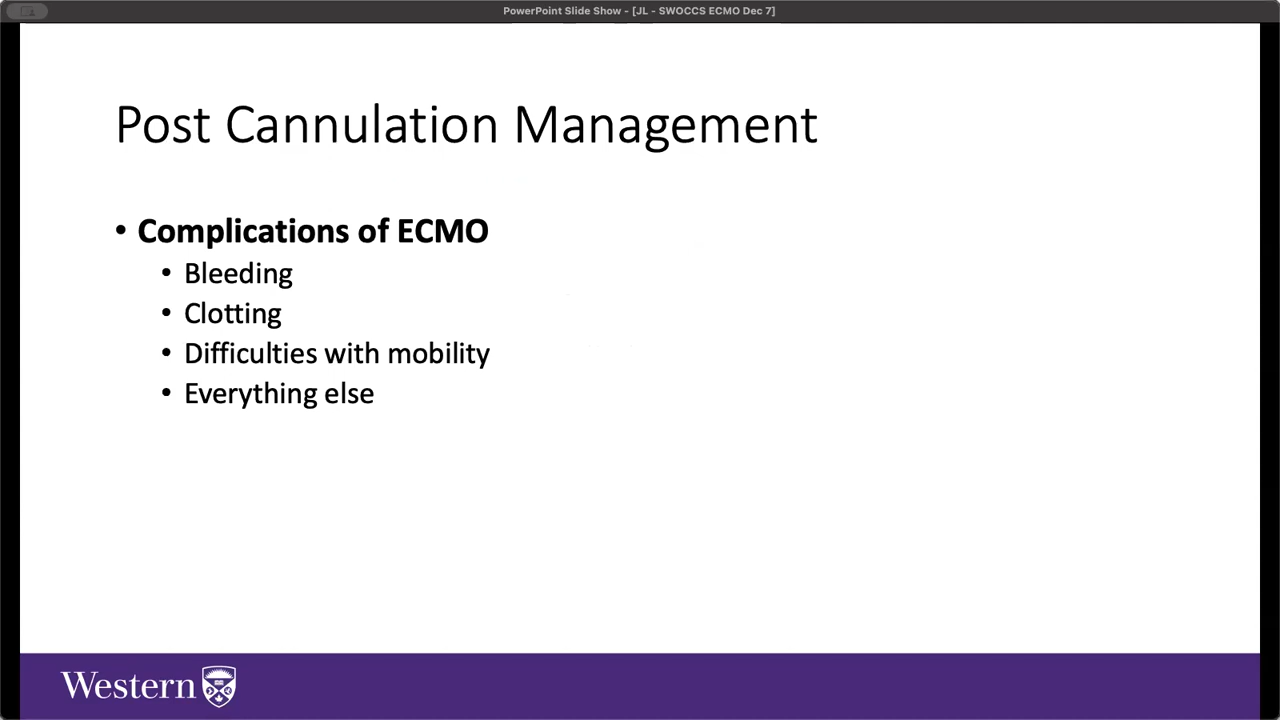 PowerPoint Slide Show - [JL - SWOCCS ECMO Dec 7]
Post Cannulation Management
• Complications of ECMO
• Bleeding
• Clotting
• Difficulties with mobility
• Everything else
Western